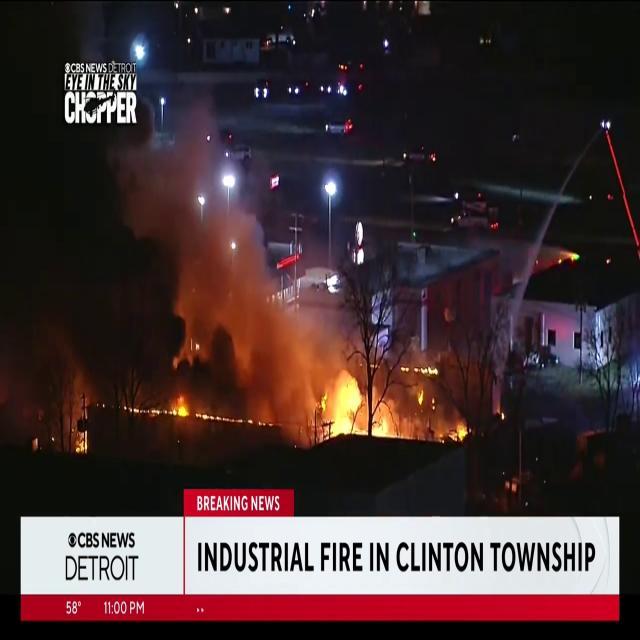 CBS NEWS DETROIT
EYE IN THE SKY
CHOPPER
BREAKING NEWS
CBS NEWS
DETROIT
INDUSTRIAL FIRE IN CLINTON TOWNSHIP
58° 11:00 PM